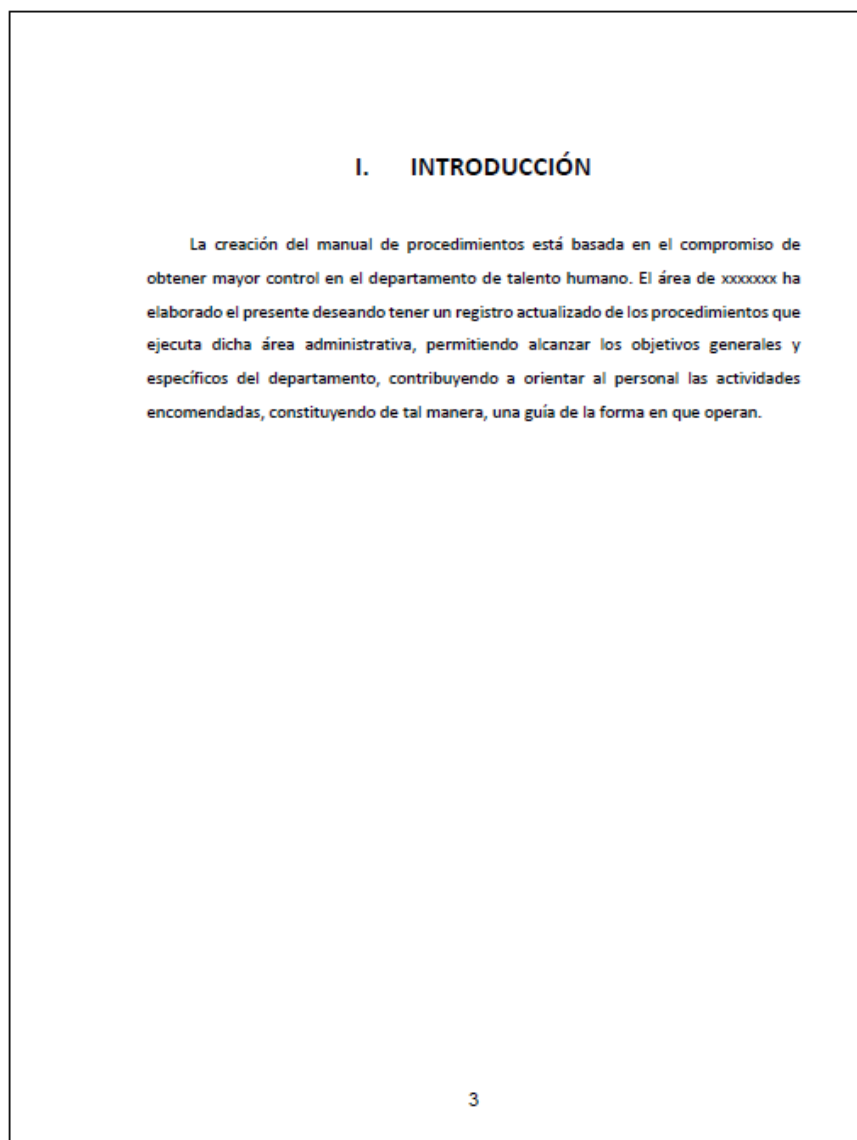 I. INTRODUCCIÓN
La creación del manual de procedimientos está basada en el compromiso de
obtener mayor control en el departamento de talento humano. El área de xxxxxxx ha
elaborado el presente deseando tener un registro actualizado de los procedimientos que
ejecuta dicha área administrativa, permitiendo alcanzar los objetivos generales y
específicos del departamento, contribuyendo a orientar al personal las actividades
encomendadas, constituyendo de tal manera, una guía de la forma en que operan.
3